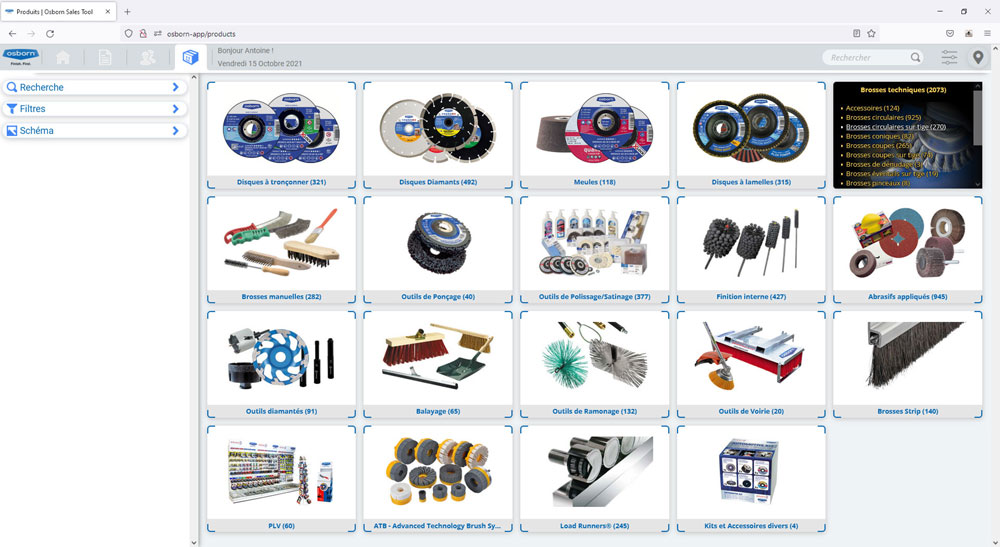 Produits | Osborn Sales Tool
osborn-app/products
OSBORN
Finish First.
Bonjour Antoine !
Vendredi 15 Octobre 2021
Rechercher
Recherche
Filtres
Schéma
Disques à tronçonner (321)
Disques Diamants (492)
Meules (118)
Disques à lamelles (315)
Brosses techniques (2073)
Accessoires (124)
Brosses circulaires (925)
Brosses circulaires sur tige (270)
Brosses coniques (82)
Brosses coupes (265)
Brosses coupes sur tige
Brosses de dénudage
Brosses éventails sur tige (19)
Brosses pinceaux (8)
Brosses manuelles (282)
Outils de Ponçage (40)
Outils de Polissage/Satinage (377)
Finition interne (427)
Abrasifs appliqués (945)
Outils diamantés (91)
Balayage (65)
Outils de Ramonage (132)
Outils de Voirie (20)
Brosses Strip (140)
PLV (60)
ATB - Advanced Technology Brush Sy...
Load Runners® (245)
Kits et Accessoires divers (4)